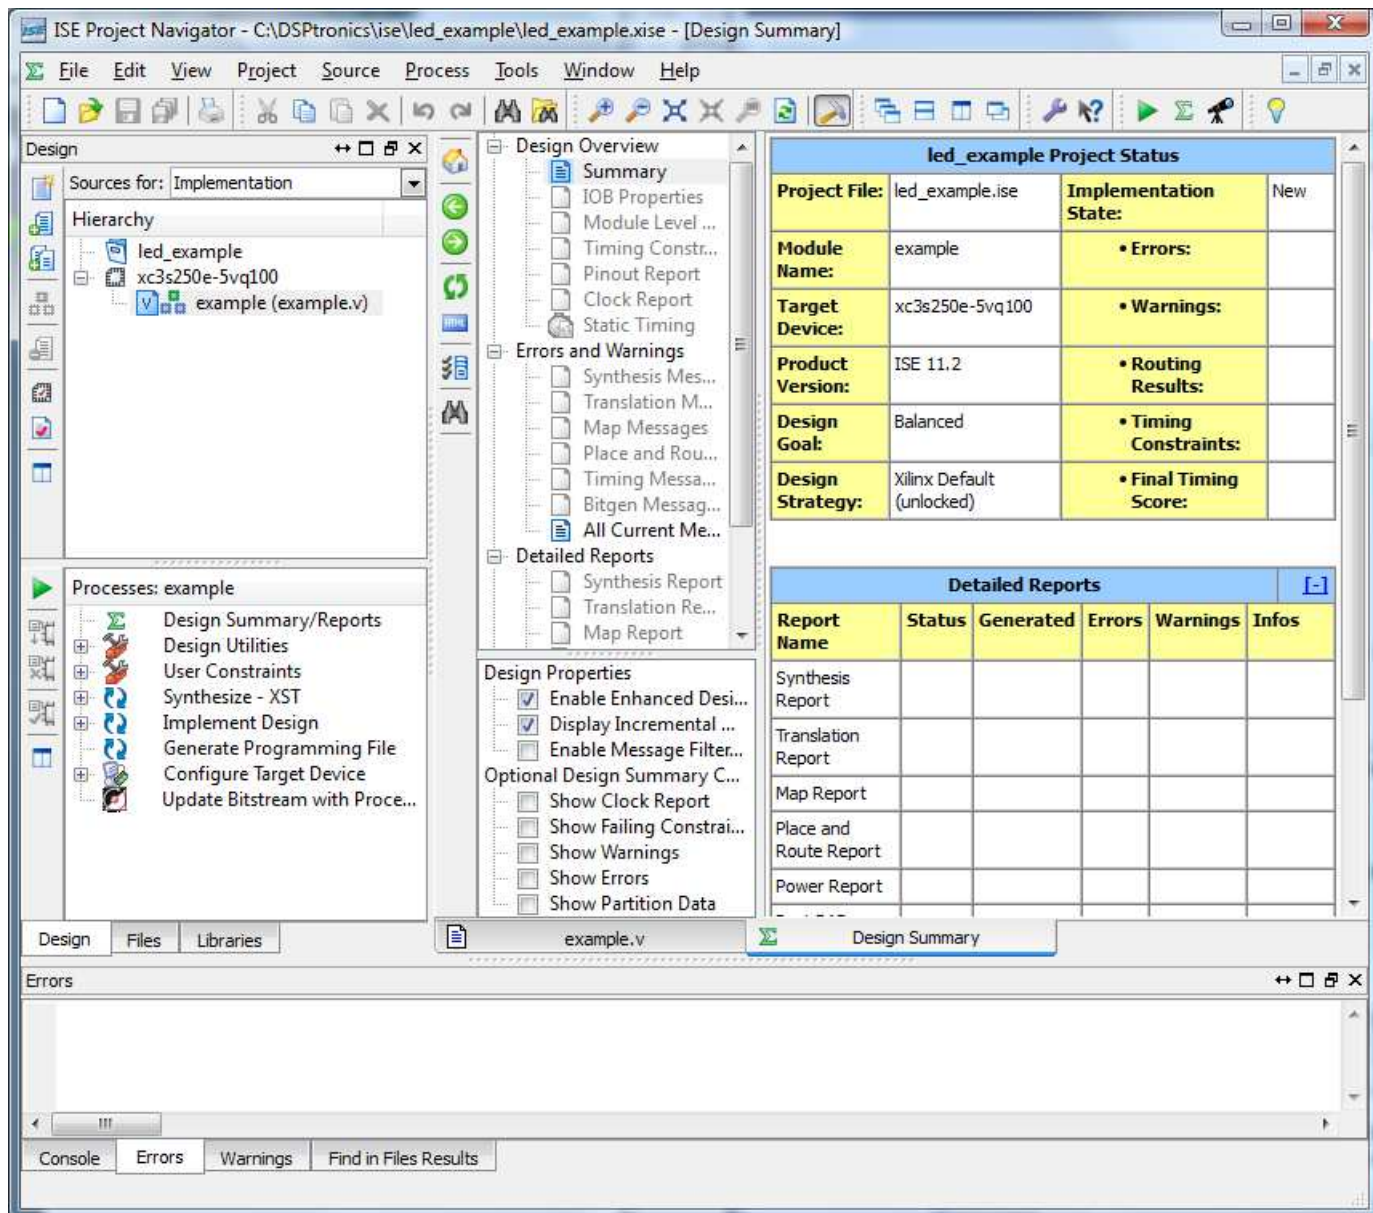 ISE Project Navigator - C:\DSPtronics\ise\led_example\led_example.xise - [Design Summary]
File Edit View Project Source Process Tools Window Help
Design
Sources for: Implementation
Hierarchy
led_example
xc3s250e-5vq100
example (example.v)
Processes: example
Design Summary/Reports
Design Utilities
User Constraints
Synthesize - XST
Implement Design
Generate Programming File
Configure Target Device
Update Bitstream with Proce...
Design Files Libraries
Design Overview
Summary
IOB Properties
Module Level ...
Timing Constr...
Pinout Report
Clock Report
Static Timing
Errors and Warnings
Synthesis Mes...
Translation M...
Map Messages
Place and Rou...
Timing Messa...
Bitgen Messag...
All Current Me...
Detailed Reports
Synthesis Report
Translation Re...
Map Report
Design Properties
Enable Enhanced Desi...
Display Incremental ...
Enable Message Filter...
Optional Design Summary C...
Show Clock Report
Show Failing Constrai...
Show Warnings
Show Errors
Show Partition Data
led_example Project Status
Project File: led_example.ise Implementation State: New
Module Name: example • Errors:
Target Device: xc3s250e-5vq100 • Warnings:
Product Version: ISE 11.2 • Routing Results:
Design Goal: Balanced • Timing Constraints:
Design Strategy: Xilinx Default (unlocked) • Final Timing Score:
Detailed Reports [-]
Report Name Status Generated Errors Warnings Infos
Synthesis Report
Translation Report
Map Report
Place and Route Report
Power Report
example.v Design Summary
Errors
Console Errors Warnings Find in Files Results